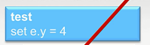 test
set e.y = 4